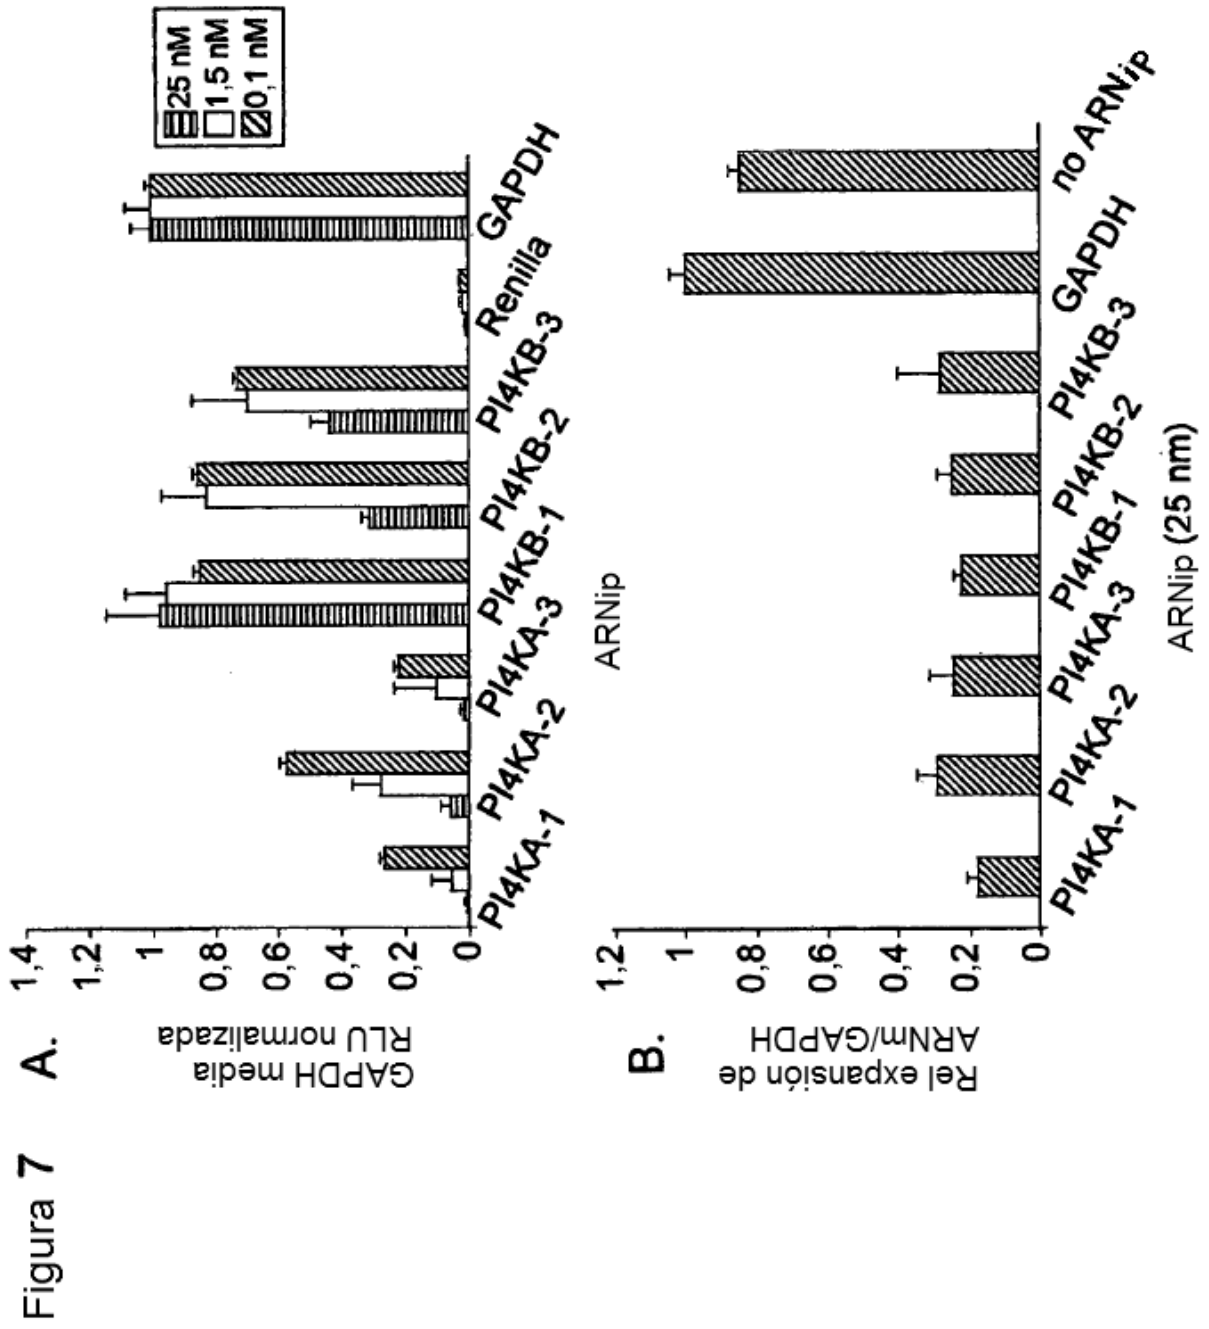 Figura 7
A.
GAPDH media
RLU normalizada
1,4
1,2
1
0,8
0,6
0,4
0,2
0
25 nM
1,5 nM
0,1 nM
PI4KA-1
PI4KA-2
PI4KA-3
PI4KB-1
PI4KB-2
PI4KB-3
Renilla
GAPDH
ARNip
B.
Rel expansión de
ARNm/GAPDH
1,2
1
0,8
0,6
0,4
0,2
0
PI4KA-1
PI4KA-2
PI4KA-3
PI4KB-1
PI4KB-2
PI4KB-3
GAPDH
no ARNip
ARNip (25 nm)